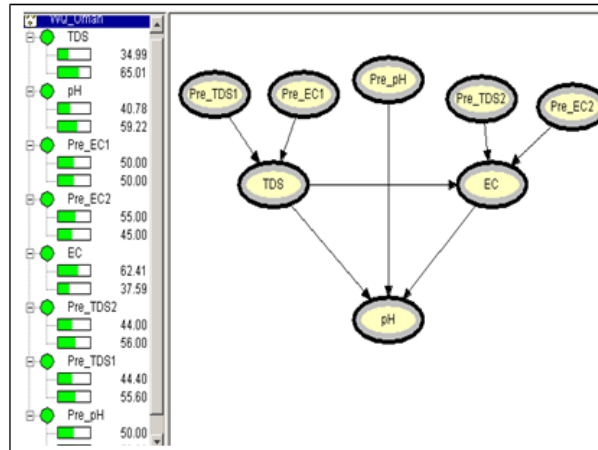 WQ_Oman
TDS
34.99
65.01
pH
40.78
59.22
Pre_EC1
50.00
50.00
Pre_EC2
55.00
45.00
EC
62.41
37.59
Pre_TDS2
44.00
56.00
Pre_TDS1
44.40
55.60
Pre_pH
50.00
Pre_TDS1
Pre_EC1
Pre_pH
Pre_TDS2
Pre_EC2
TDS
EC
pH